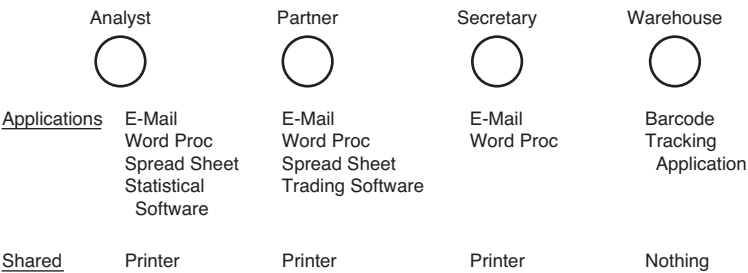 Analyst Partner Secretary Warehouse
Applications E-Mail E-Mail E-Mail Barcode
Word Proc Word Proc Word Proc Tracking
Spread Sheet Spread Sheet Application
Statistical Trading Software
Software
Shared Printer Printer Printer Nothing